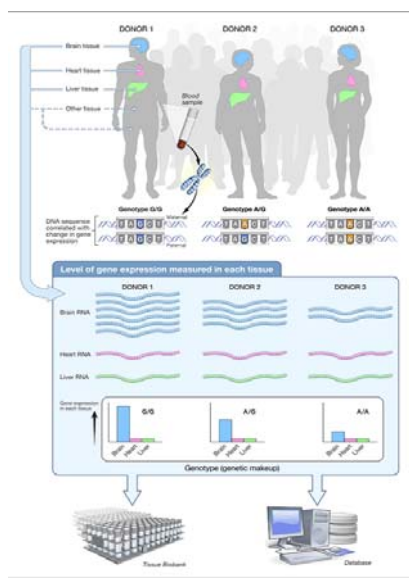 DONOR 1
DONOR 2
DONOR 3
Brain tissue
Heart tissue
Liver tissue
Other tissue
Blood sample
Genotype G/G
Genotype A/G
Genotype A/A
Maternal
DNA sequence correlated with change in gene expression
Paternal
Level of gene expression measured in each tissue
DONOR 1
DONOR 2
DONOR 3
Brain RNA
Heart RNA
Liver RNA
Gene expression in each tissue
G/G
A/G
A/A
Brain
Heart
Liver
Brain
Heart
Liver
Brain
Heart
Liver
Genotype (genetic makeup)
Tissue Biobank
Database